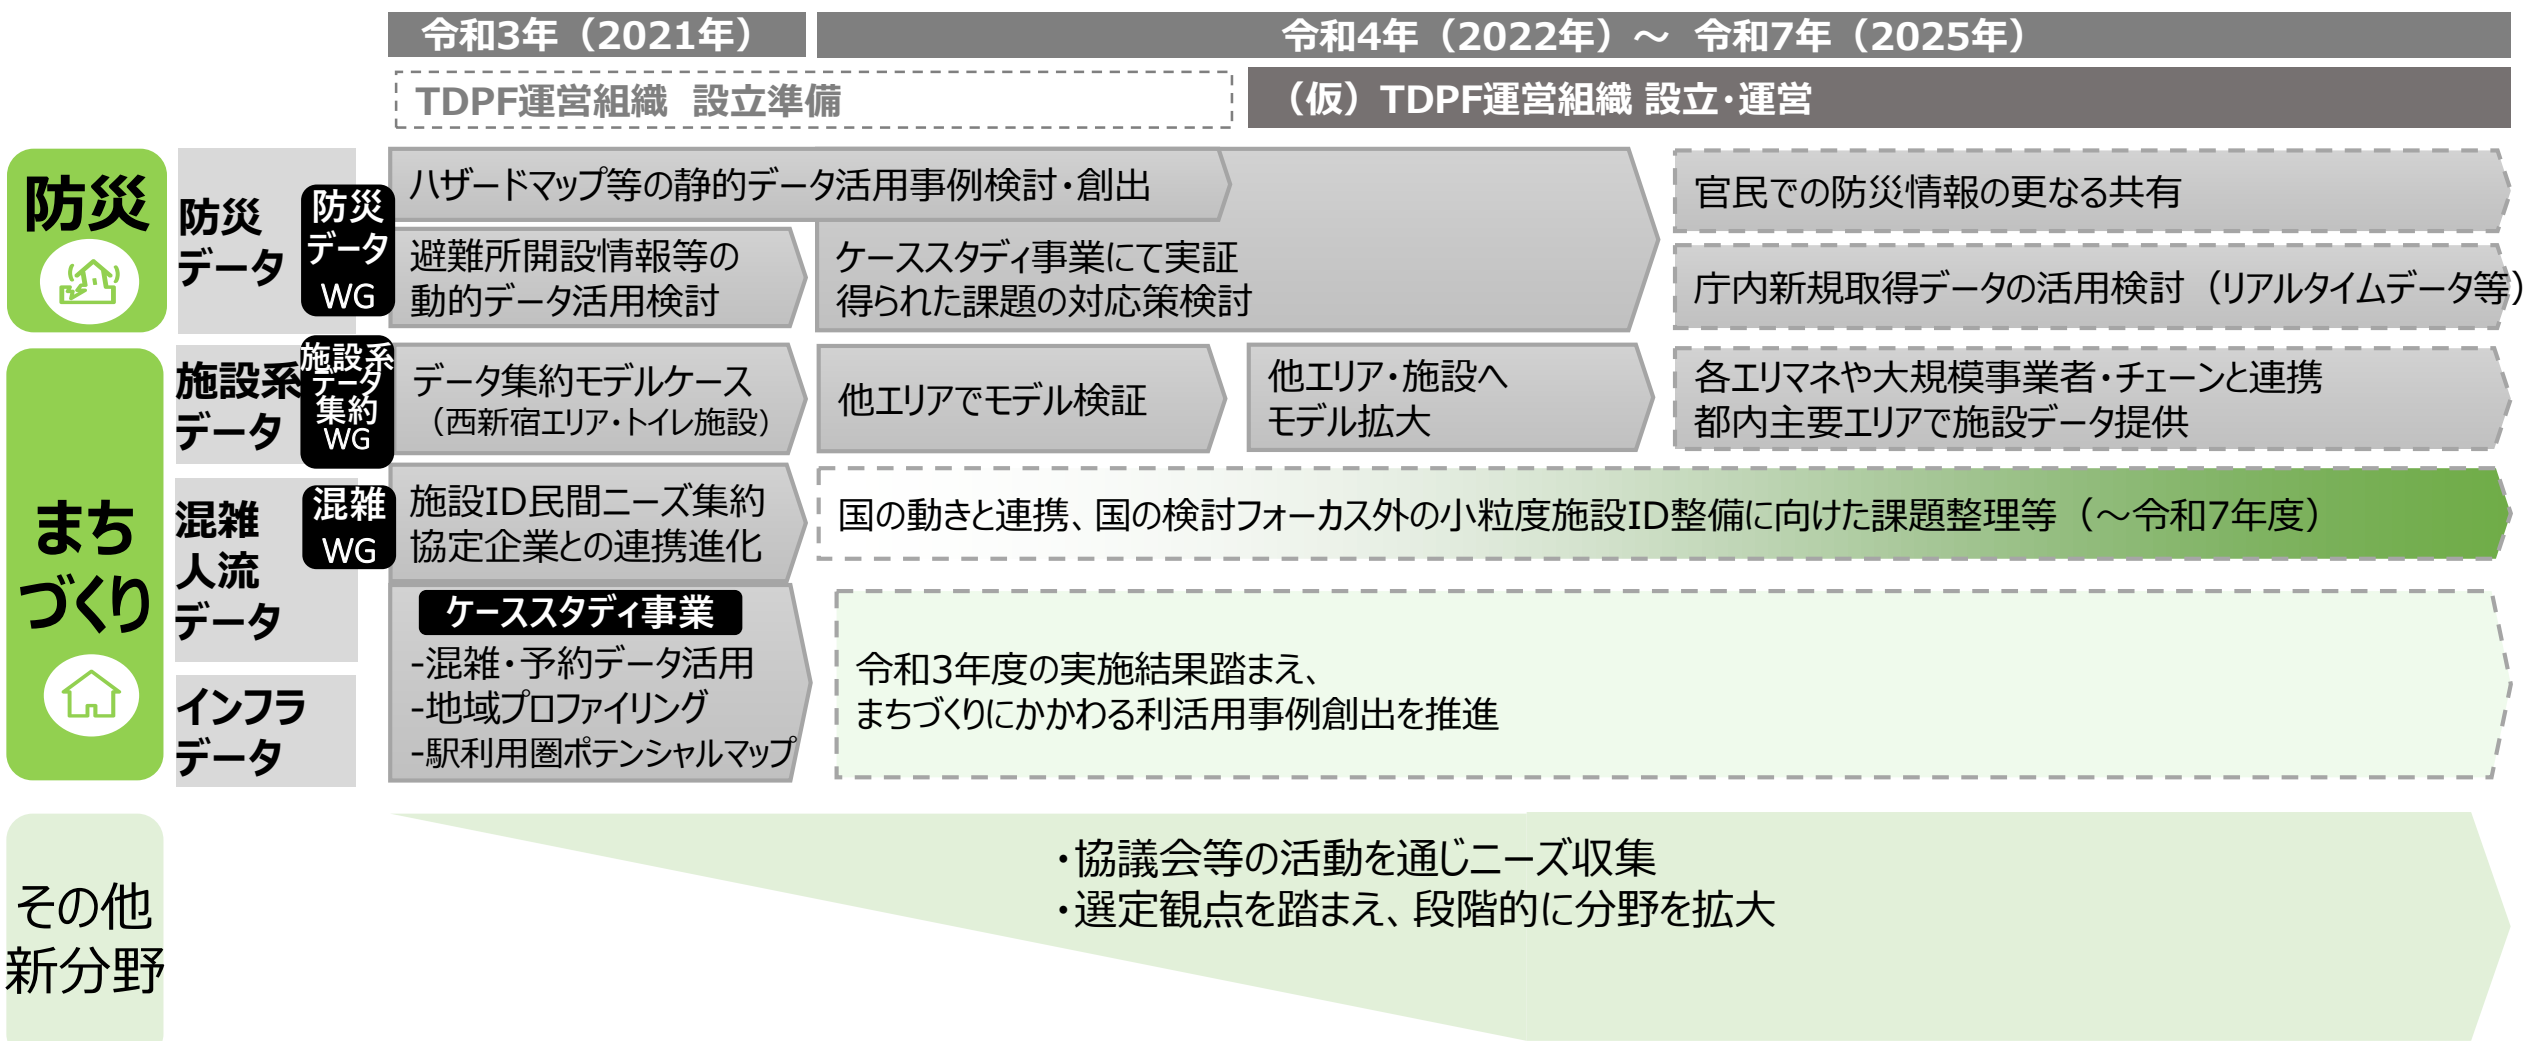 令和3年（2021年）
令和4年（2022年）～ 令和7年（2025年）
TDPF運営組織 設立準備
（仮）TDPF運営組織 設立・運営
防災
防災
データ
防災
データ
WG
ハザードマップ等の静的データ活用事例検討・創出
避難所開設情報等の
動的データ活用検討
ケーススタディ事業にて実証
得られた課題の対応策検討
官民での防災情報の更なる共有
庁内新規取得データの活用検討（リアルタイムデータ等）
まち
づくり
施設系
データ
施設系
データ
集約
WG
データ集約モデルケース
（西新宿エリア・トイレ施設）
他エリアでモデル検証
他エリア・施設へ
モデル拡大
各エリマネや大規模事業者・チェーンと連携
都内主要エリアで施設データ提供
混雑
人流
データ
混雑
WG
施設ID民間ニーズ集約
協定企業との連携進化
国の動きと連携、国の検討フォーカス外の小粒度施設ID整備に向けた課題整理等（～令和7年度）
インフラ
データ
ケーススタディ事業
-混雑・予約データ活用
-地域プロファイリング
-駅利用圏ポテンシャルマップ
令和3年度の実施結果踏まえ、
まちづくりにかかわる利活用事例創出を推進
その他
新分野
・協議会等の活動を通じニーズ収集
・選定観点を踏まえ、段階的に分野を拡大